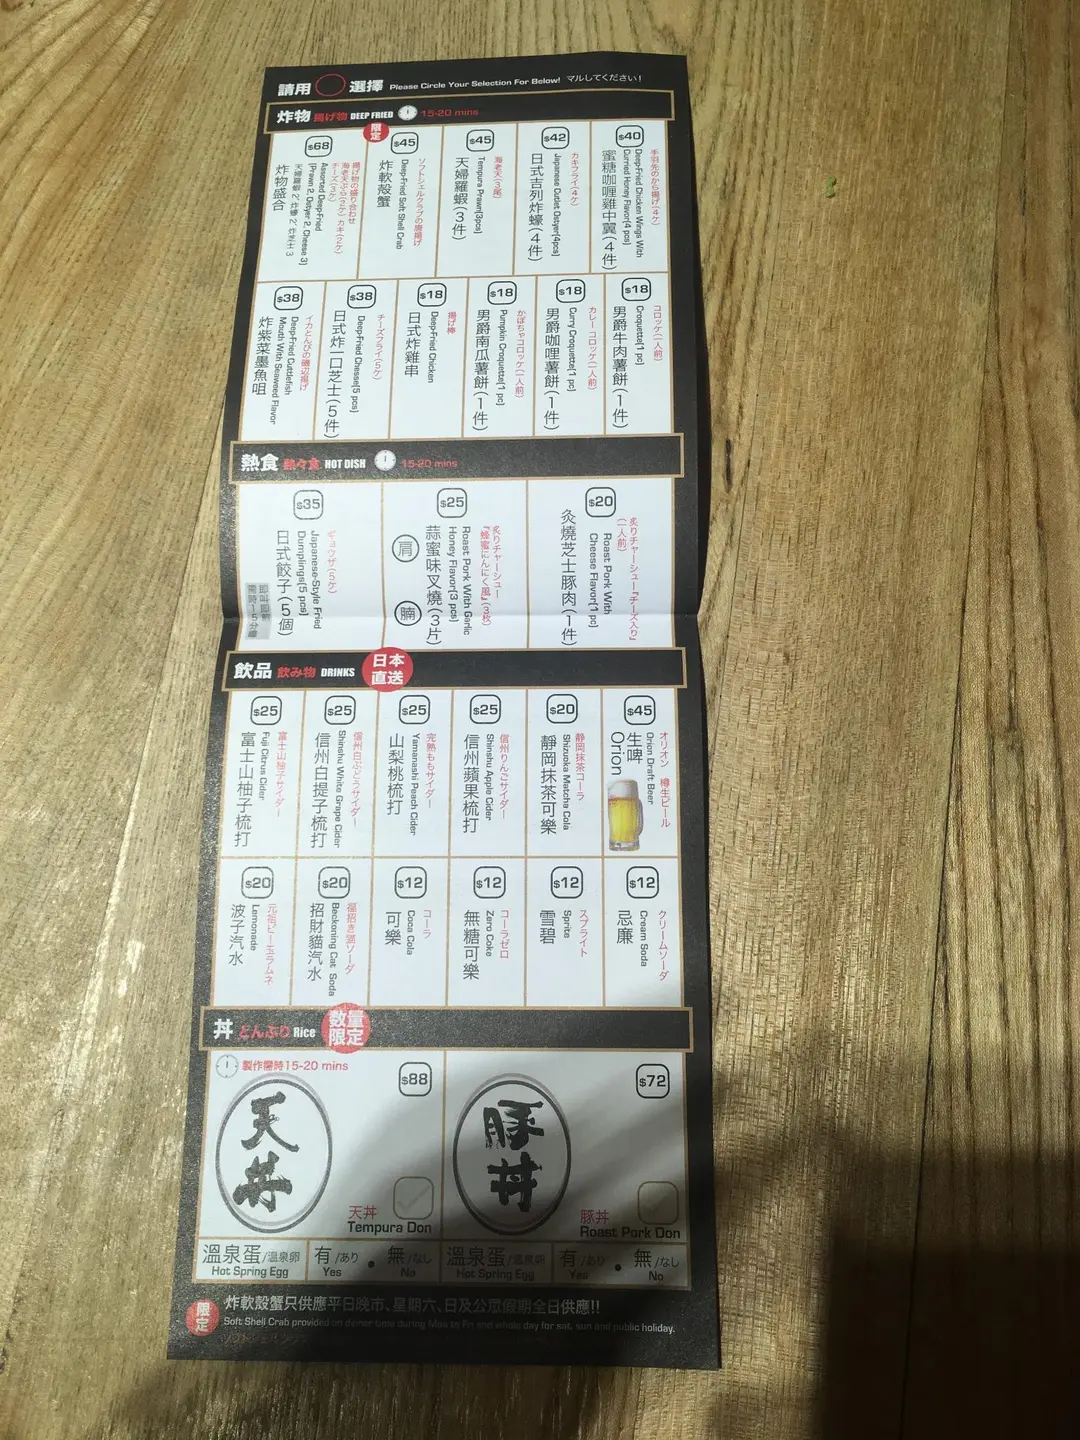 請用 選擇 Please Circle Your Selection For Below! マルしてください!
炸物 揚げ物 DEEP FRIED 15-20 mins
限定
$68
揚げ物の盛り合わせ
海老天ぷら(2ケ) カキ(2ケ)
チーズ(3ケ)
Assorted Deep-Fried
(Prawn 2, Ostyer 2, Cheese 3)
炸物盛合
$45
ソフトシェルクラブの唐揚げ
Deep-Fried Soft Shell Crab
炸軟殼蟹
$45
海老天(3尾)
Tempura Prawn(3pcs)
天婦羅蝦(3件)
$42
カキフライ(4ケ)
Japanese Cutlet Ostyer(4pcs)
日式吉列炸蠔(4件)
$40
手羽先のから揚げ(4ケ)
Deep-Fried Chicken Wings With
Curried Honey Flavor(4 pcs)
蜜糖咖喱雞中翼(4件)
$38
イカとんびの磯辺揚げ
Deep-Fried Cuttlefish
Mouth With Seaweed Flavor
炸紫菜墨魚咀
$38
チーズフライ(5ケ)
Deep-Fried Chesse(5 pcs)
日式炸一口芝士(5件)
$18
揚げ棒
Deep-Fried Chicken
日式炸雞串
$18
かぼちゃコロッケ(一人前)
Pumpkin Croquette(1 pc)
男爵南瓜薯餅(1件)
$18
カレーコロッケ(一人前)
Curry Croquette(1 pc)
男爵咖喱薯餅(1件)
$18
コロッケ(一人前)
Croquette(1 pc)
男爵牛肉薯餅(1件)
熱食 熱々食 HOT DISH 15-20 mins
$35
ギョウザ(5ケ)
Japanese-Style Fried
Dumplings(5 pcs)
日式餃子(5個)
需時15分鐘
$25
炙りチャーシュー
『蜂蜜にんにく風』(3枚)
Roast Pork With Garlic
Honey Flavor(3 pcs)
蒜蜜味叉燒(3片)
肩
腩
$20
炙りチャーシュー『チーズ入り』
(一人前)
Roast Pork With
Cheese Flavor(1 pc)
灸燒芝士豚肉(1件)
飲品 飲み物 DRINKS 日本
直送
$25
富士山柚子サイダー
Fuji Citrus Cider
富士山柚子梳打
$25
信州白ぶどうサイダー
Shinshu White Grape Cider
信州白提子梳打
$25
完熟ももサイダー
Yamanashi Peach Cider
山梨桃梳打
$25
信州りんごサイダー
Shinshu Apple Cider
信州蘋果梳打
$20
静岡抹茶コーラ
Shizuoka Matcha Cola
靜岡抹茶可樂
$45
オリオン 樽生ビール
Orion Draft Beer
生啤
Orion
$20
元祖ビー玉ラムネ
Lemonade
波子汽水
$20
福招き猫ソーダ
Beckoning Cat Soda
招財貓汽水
$12
コーラ
Coca Cola
可樂
$12
コーラゼロ
Zero Coke
無糖可樂
$12
スプライト
Sprite
雪碧
$12
クリームソーダ
Cream Soda
忌廉
丼 どんぶり Rice 数量
限定
製作需時15-20 mins
$88
天丼
天丼
Tempura Don
$72
豚丼
豚丼
Roast Pork Don
溫泉蛋/温泉卵
Hot Spring Egg
有/あり
Yes
無/なし
No
溫泉蛋/温泉卵
Hot Spring Egg
有/あり
Yes
無/なし
No
限定
炸軟殼蟹只供應平日晚市、星期六、日及公眾假期全日供應!!
Soft Shell Crab provided on dinner time during Mon to Fri and whole day for sat, sun and public holiday.